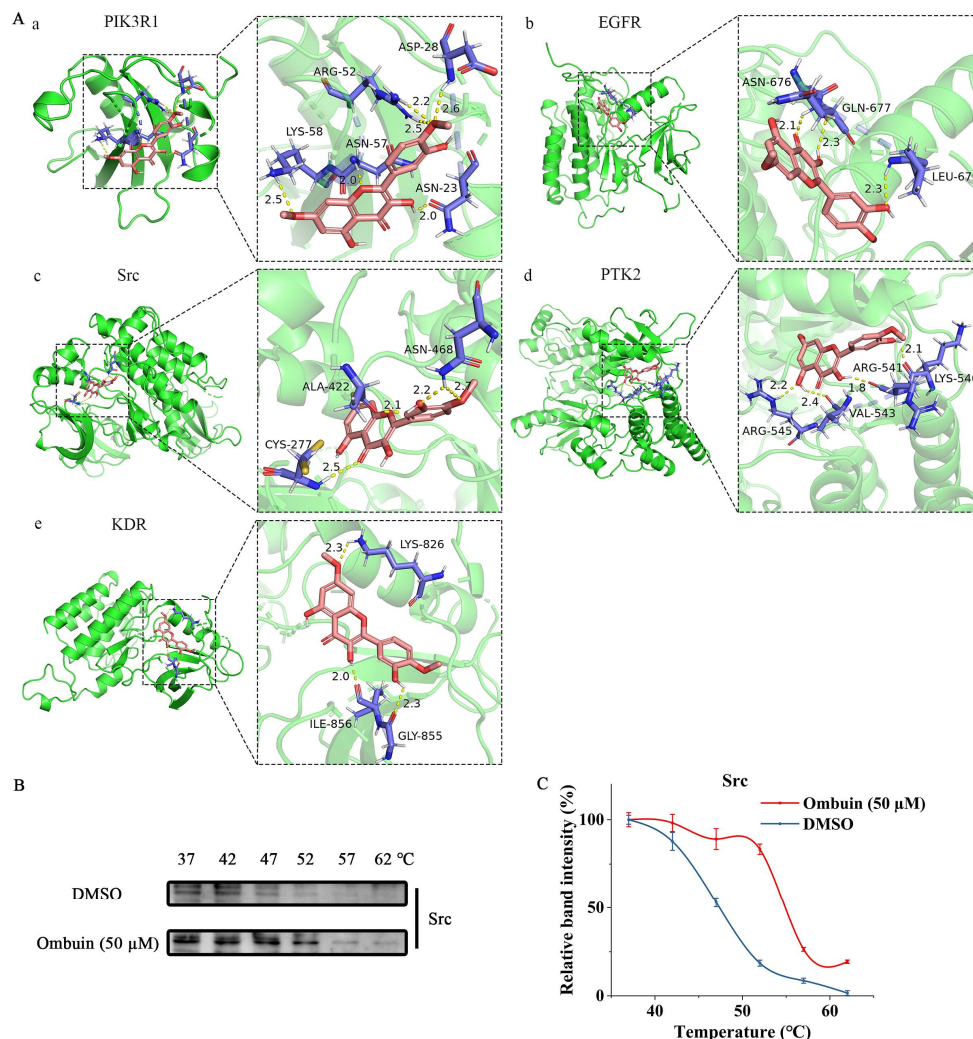 A
a
PIK3R1
ASP-28
ARG-52
2.2
2.5
2.6
LYS-58
ASN-57
2.0
ASN-23
2.5
2.0
b
EGFR
ASN-676
GLN-677
2.1
2.3
2.3
c
Src
ASN-468
ALA-422
2.2
2.1
CYS-277
2.5
d
PTK2
2.1
ARG-541
2.2
1.8
2.4
VAL-543
ARG-545
e
KDR
2.3
LYS-826
2.0
2.3
ILE-856
GLY-855
B
37 42 47 52 57 62 ℃
DMSO
Src
Ombuin (50 μM)
C
Src
Ombuin (50 μM)
DMSO
Relative band intensity (%)
100
50
0
40 50 60
Temperature (℃)